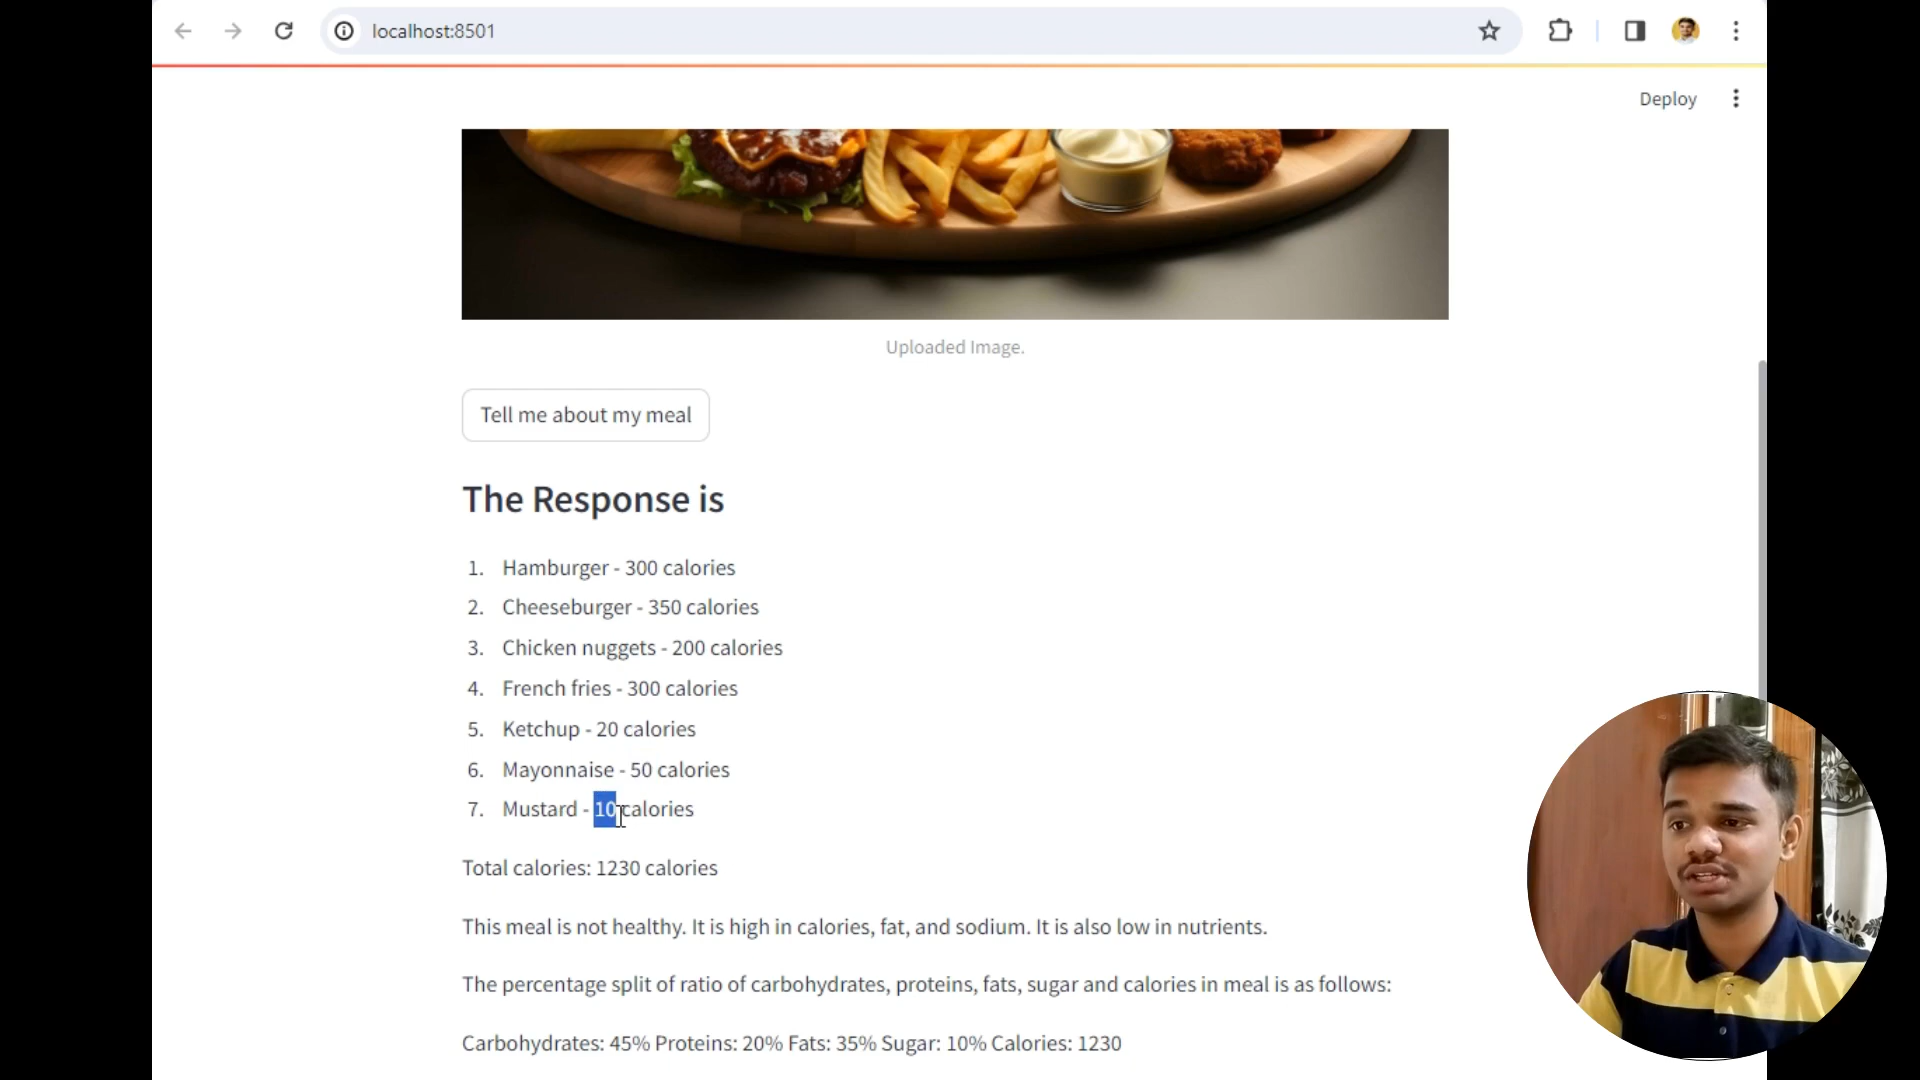 localhost:8501
Deploy
Uploaded Image.
Tell me about my meal
The Response is
1. Hamburger - 300 calories
2. Cheeseburger - 350 calories
3. Chicken nuggets - 200 calories
4. French fries - 300 calories
5. Ketchup - 20 calories
6. Mayonnaise - 50 calories
7. Mustard - 10 calories
Total calories: 1230 calories
This meal is not healthy. It is high in calories, fat, and sodium. It is also low in nutrients.
The percentage split of ratio of carbohydrates, proteins, fats, sugar and calories in meal is as follows:
Carbohydrates: 45% Proteins: 20% Fats: 35% Sugar: 10% Calories: 1230